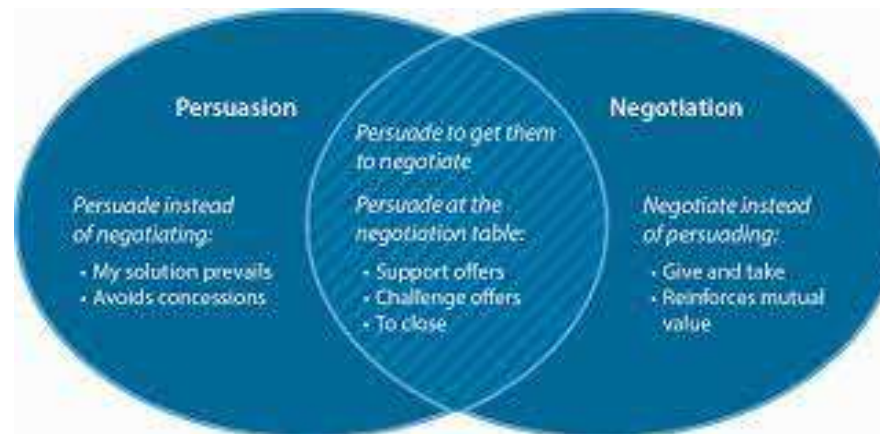 Persuasion
Persuade instead
of negotiating:
• My solution prevails
• Avoids concessions
Persuade to get them
to negotiate
Persuade at the
negotiation table:
• Support offers
• Challenge offers
• To close
Negotiation
Negotiate instead
of persuading:
• Give and take
• Reinforces mutual
value